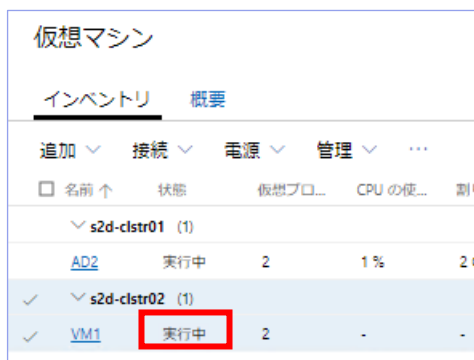 仮想マシン
インベントリ 概要
追加 接続 電源 管理 …
名前 状態 仮想プロ... CPU の使...
s2d-clstr01 (1)
AD2 実行中 2 1 %
s2d-clstr02 (1)
VM1 実行中 2 - -